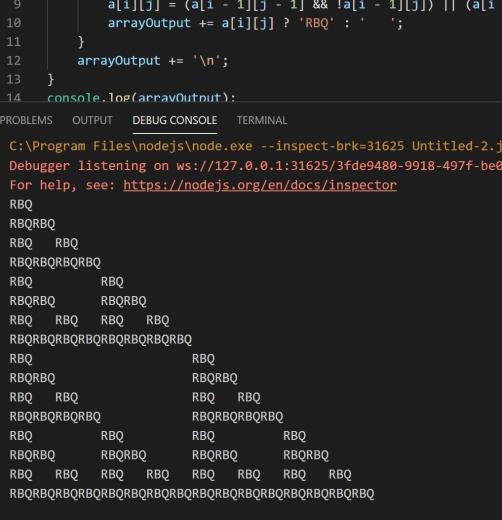 9 a[i][j] = (a[i - 1][j - 1] && !a[i - 1][j]) || (a[i
10 arrayOutput += a[i][j] ? 'RBQ' : '   ';
11 }
12 arrayOutput += '\n';
13 }
14 console.log(arrayOutput);
PROBLEMS OUTPUT DEBUG CONSOLE TERMINAL
C:\Program Files\nodejs\node.exe --inspect-brk=31625 Untitled-2.j
Debugger listening on ws://127.0.0.1:31625/3fde9480-9918-497f-be0
For help, see: https://nodejs.org/en/docs/inspector
RBQ
RBQRBQ
RBQ   RBQ
RBQRBQRBQRBQ
RBQ         RBQ
RBQRBQ      RBQRBQ
RBQ   RBQ   RBQ   RBQ
RBQRBQRBQRBQRBQRBQRBQRBQ
RBQ                     RBQ
RBQRBQ                  RBQRBQ
RBQ   RBQ               RBQ   RBQ
RBQRBQRBQRBQ            RBQRBQRBQRBQ
RBQ         RBQ         RBQ         RBQ
RBQRBQ      RBQRBQ      RBQRBQ      RBQRBQ
RBQ   RBQ   RBQ   RBQ   RBQ   RBQ   RBQ   RBQ
RBQRBQRBQRBQRBQRBQRBQRBQRBQRBQRBQRBQRBQRBQRBQRBQ